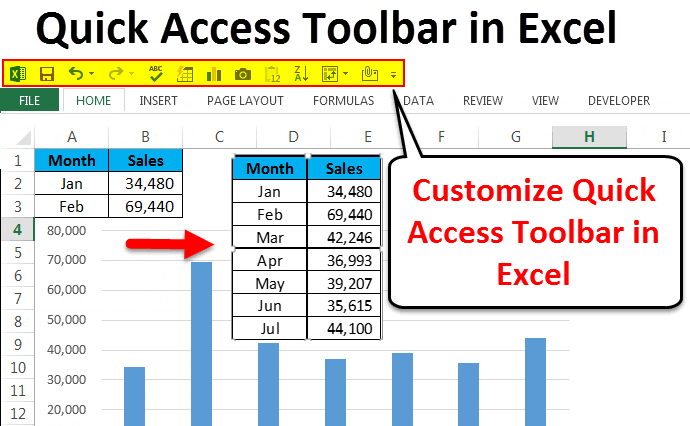 Quick Access Toolbar in Excel
ABC
12
Z
A
FILE HOME INSERT PAGE LAYOUT FORMULAS DATA REVIEW VIEW DEVELOPER
A B C D E F G H I
1 Month Sales
2 Jan 34,480
3 Feb 69,440
4
5
6
7
8
9
10
11
12
Month Sales
Jan 34,480
Feb 69,440
Mar 42,246
Apr 36,993
May 39,207
Jun 35,615
Jul 44,100
80,000
70,000
60,000
50,000
40,000
30,000
20,000
Customize Quick
Access Toolbar in
Excel